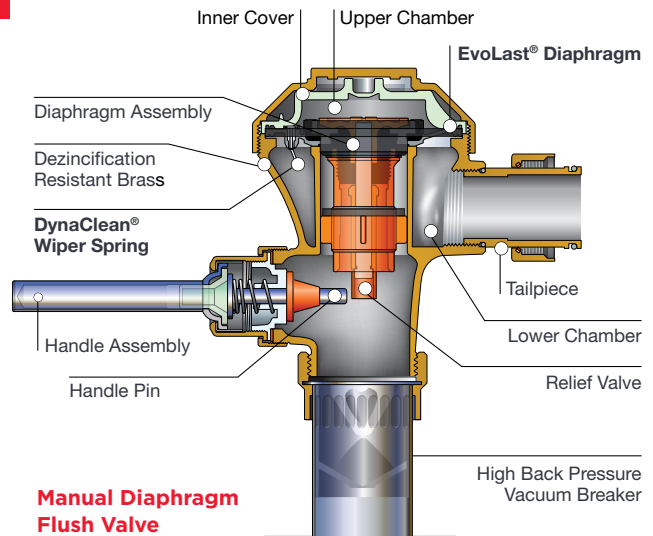 Inner Cover
Upper Chamber
EvoLast® Diaphragm
Diaphragm Assembly
Dezincification
Resistant Brass
DynaClean®
Wiper Spring
Tailpiece
Handle Assembly
Lower Chamber
Handle Pin
Relief Valve
High Back Pressure
Vacuum Breaker
Manual Diaphragm
Flush Valve